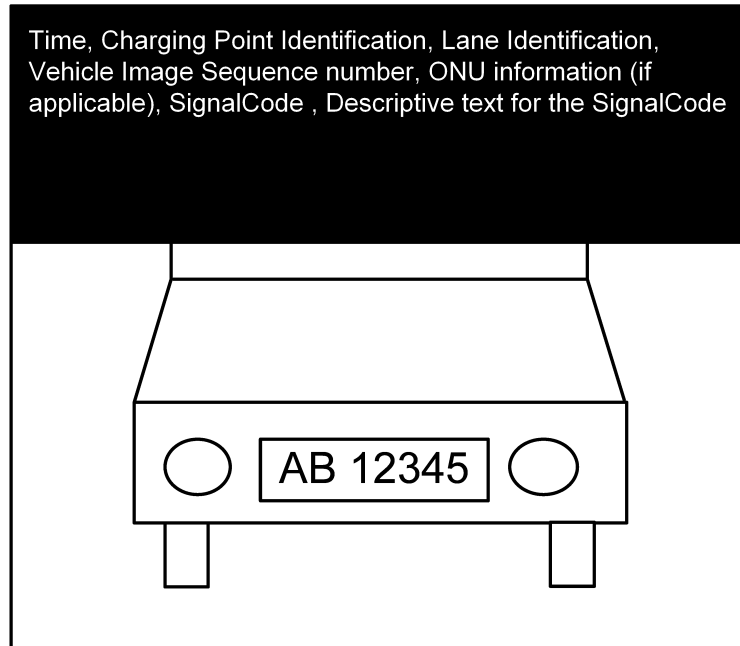 Time, Charging Point Identification, Lane Identification,
Vehicle Image Sequence number, ONU information (if
applicable), SignalCode , Descriptive text for the SignalCode
AB 12345